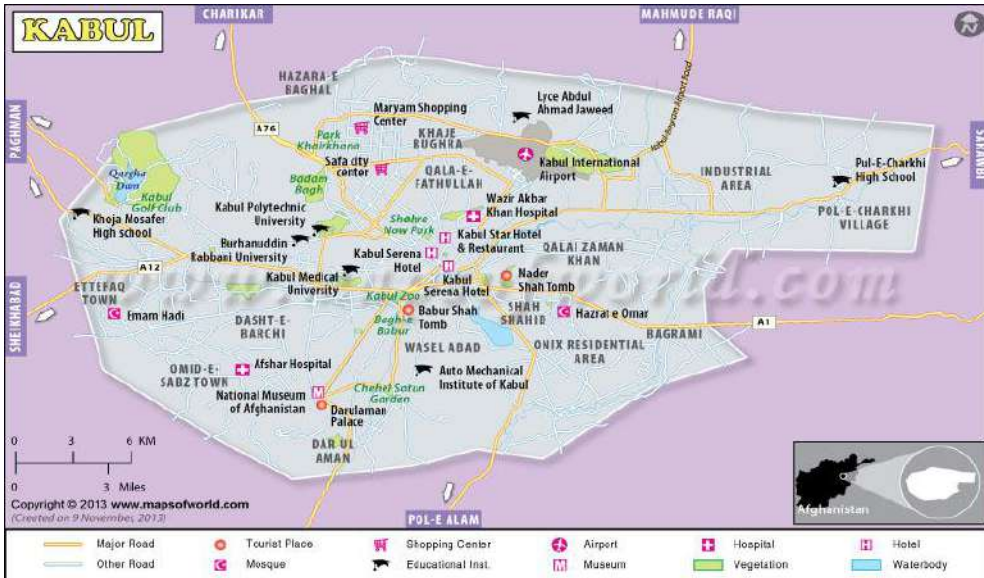 KABUL
CHARIKAR
MAHMUDE RAQI
HAZARA-E
BAGHAL
Lyce Abdul
Ahmad Jaweed
Maryam Shopping
Center
A76
Park
Khairkhana
KHAJE
BUGHRA
Kabul-Bagram Airport Road
PAGHMAN
SARAWBI
Safa city
center
QALA-E-
FATHULLAH
Kabul International
Airport
INDUSTRIAL
AREA
Pul-E-Charkhi
High School
Qargha
Dam
Kabul
Golf Club
Badam
Bagh
Kabul Polytechnic
University
Wazir Akbar
Khan Hospital
POL-E-CHARKHI
VILLAGE
Khoja Mosafer
High school
Shahre
Naw Park
Burhanuddin
Rabbani University
Kabul Star Hotel
& Restaurant
QALAI ZAMAN
KHAN
Kabul Serena
Hotel
A12
Kabul Medical
University
Kabul
Serena Hotel
Nader
Shah Tomb
ETTEFAQ
TOWN
Kabul Zoo
SHEIKHABAD
Emam Hadi
DASHT-E-
BARCHI
Bagh-e
Babur
Babur Shah
Tomb
SHAH
SHAHID
Hazrat e Omar
BAGRAMI
A1
WASEL ABAD
ONIX RESIDENTIAL
AREA
OMID-E-
SABZ TOWN
Afshar Hospital
Auto Mechanical
Institute of Kabul
National Museum
of Afghanistan
Chehel Satun
Garden
Darulaman
Palace
DAR UL
AMAN
0 3 6 KM
0 3 Miles
Copyright © 2013 www.mapsofworld.com
(Created on 9 November, 2013)
POL-E ALAM
Afghanistan
Major Road
Tourist Place
Shopping Center
Airport
Hospital
Hotel
Other Road
Mosque
Educational Inst.
Museum
Vegetation
Waterbody